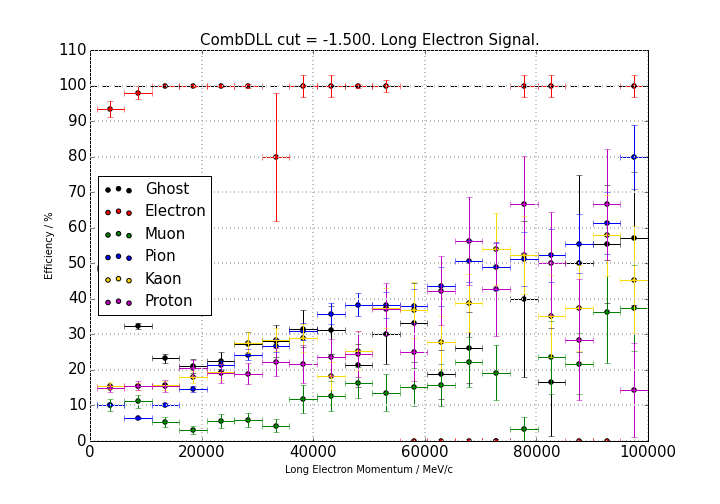 CombDLL cut = -1.500. Long Electron Signal.
110
100
90
80
70
60
50
40
30
20
10
0
Efficiency / %
Ghost
Electron
Muon
Pion
Kaon
Proton
0 20000 40000 60000 80000 100000
Long Electron Momentum / MeV/c